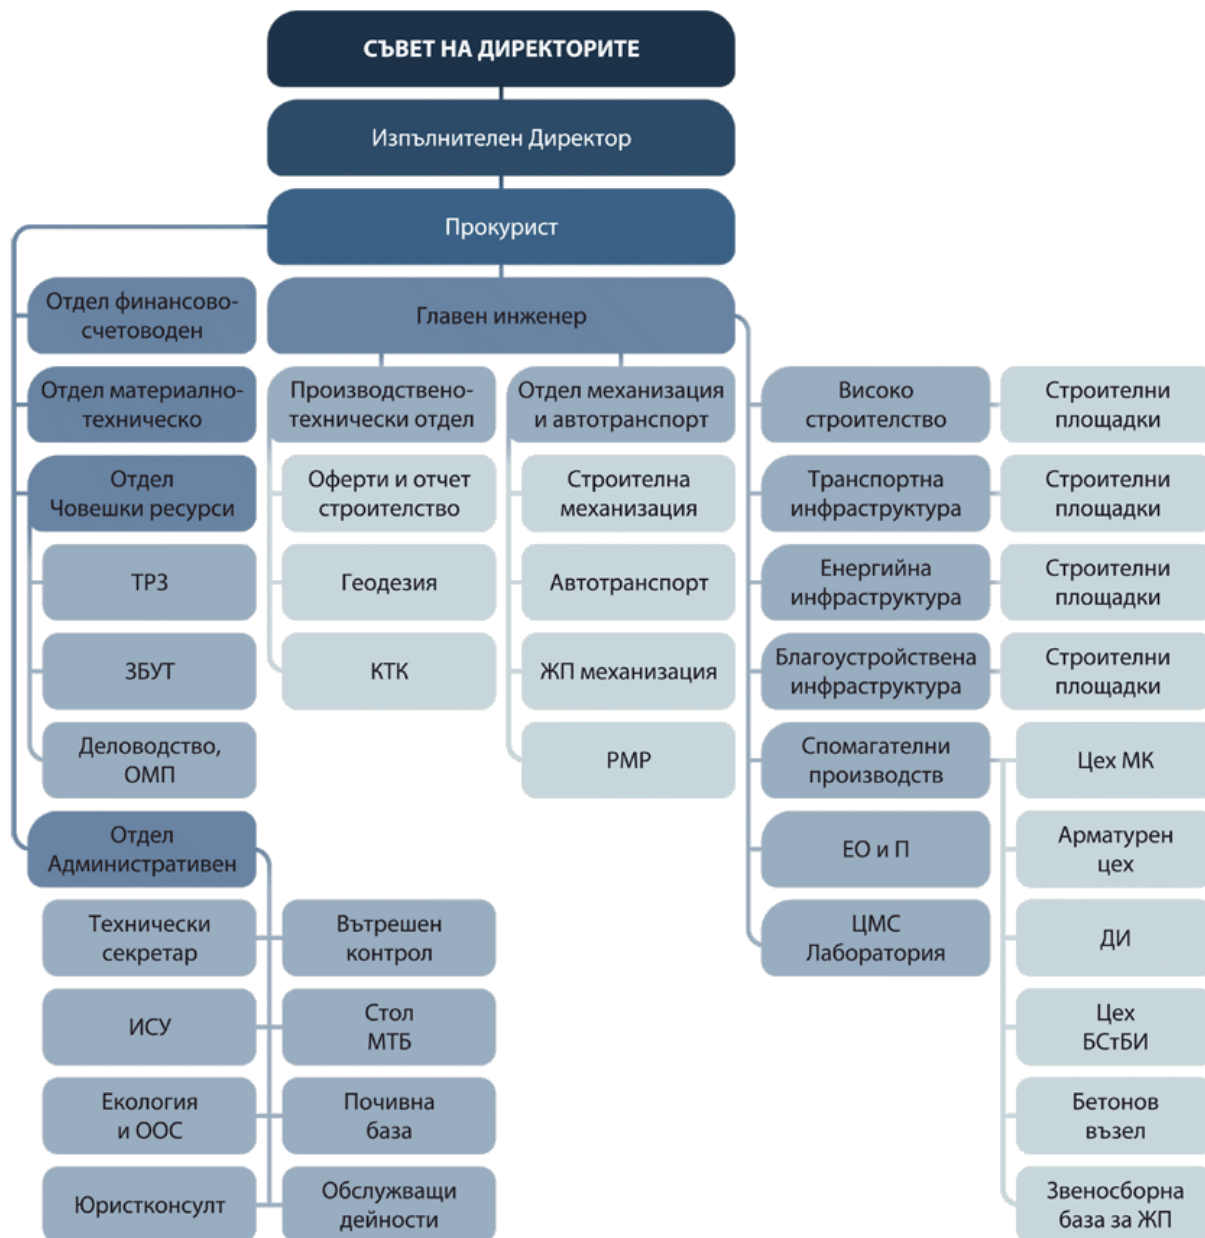 СЪВЕТ НА ДИРЕКТОРИТЕ
Изпълнителен Директор
Прокурист
Отдел финансово-
счетоводен
Главен инженер
Отдел материално-
техническо
Производствено-
технически отдел
Отдел механизация
и автотранспорт
Високо
строителство
Строителни
площадки
Отдел
Човешки ресурси
Оферти и отчет
строителство
Строителна
механизация
Транспортна
инфраструктура
Строителни
площадки
ТРЗ
Геодезия
Автотранспорт
Енергийна
инфраструктура
Строителни
площадки
ЗБУТ
КТК
ЖП механизация
Благоустройствена
инфраструктура
Строителни
площадки
Деловодство,
ОМП
РМР
Спомагателни
производств
Цех МК
Отдел
Административен
ЕО и П
Арматурен
цех
Технически
секретар
Вътрешен
контрол
ЦМС
Лаборатория
ДИ
ИСУ
Стол
МТБ
Цех
БСтБИ
Екология
и ООС
Почивна
база
Бетонов
възел
Юристконсулт
Обслужващи
дейности
Звеносборна
база за ЖП